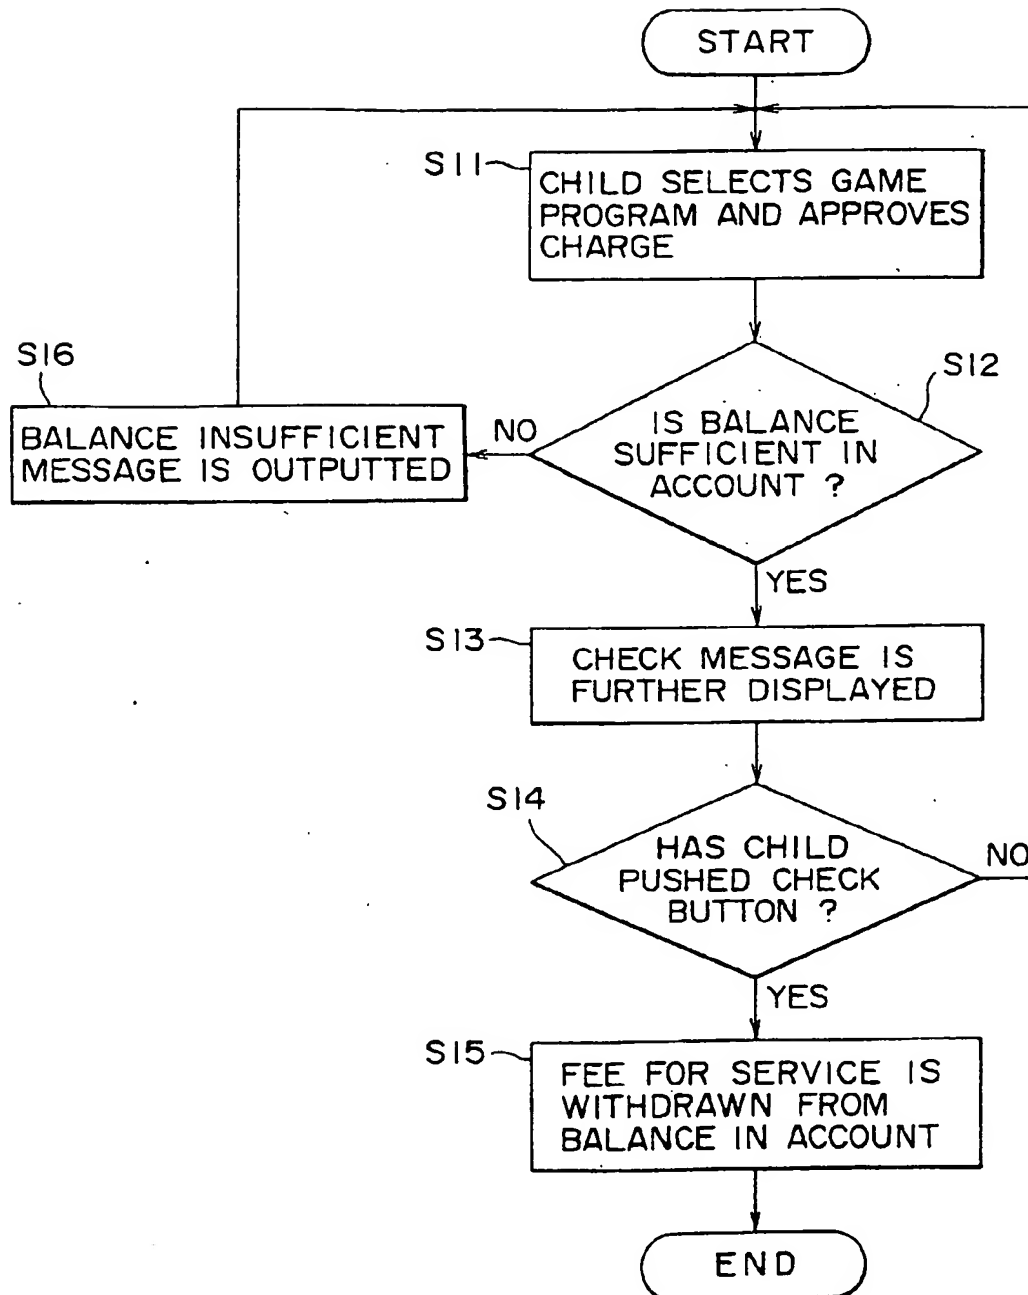 START
S11
CHILD SELECTS GAME
PROGRAM AND APPROVES
CHARGE
S12
IS BALANCE
SUFFICIENT IN
ACCOUNT ?
NO
S16
BALANCE INSUFFICIENT
MESSAGE IS OUTPUTTED
YES
S13
CHECK MESSAGE IS
FURTHER DISPLAYED
S14
HAS CHILD
PUSHED CHECK
BUTTON ?
NO
YES
S15
FEE FOR SERVICE IS
WITHDRAWN FROM
BALANCE IN ACCOUNT
END